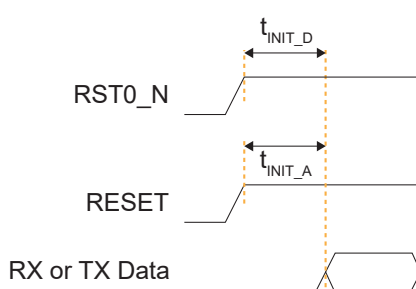 tINIT_D
RST0_N
tINIT_A
RESET
RX or TX Data